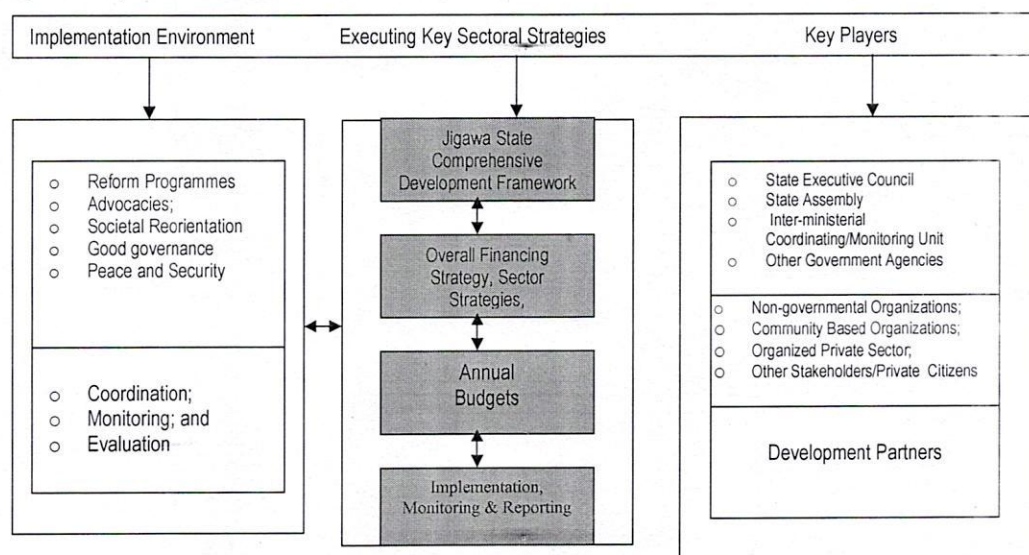 Implementation Environment
Executing Key Sectoral Strategies
Key Players
Reform Programmes
Advocacies;
Societal Reorientation
Good governance
Peace and Security
Coordination;
Monitoring; and
Evaluation
Jigawa State
Comprehensive
Development Framework
Overall Financing
Strategy, Sector
Strategies,
Annual
Budgets
Implementation,
Monitoring & Reporting
State Executive Council
State Assembly
Inter-ministerial
Coordinating/Monitoring Unit
Other Government Agencies
Non-governmental Organizations;
Community Based Organizations;
Organized Private Sector;
Other Stakeholders/Private Citizens
Development Partners